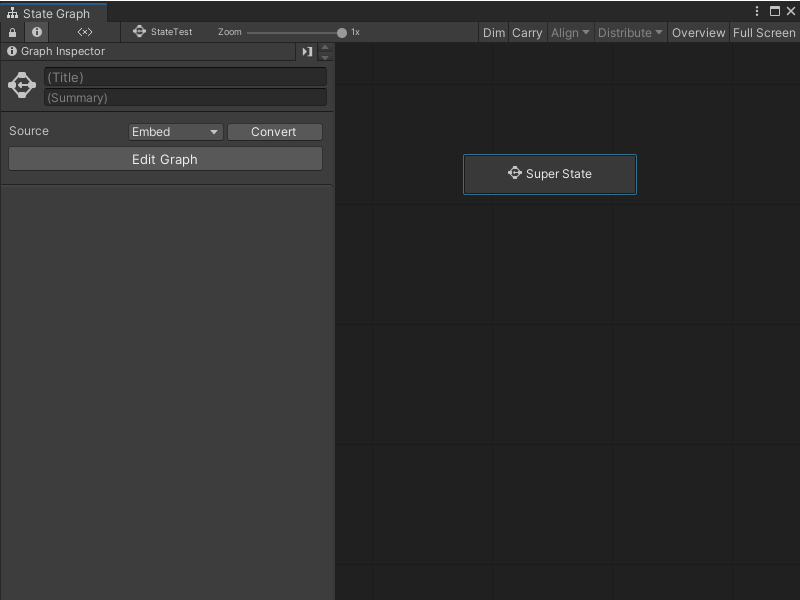 State Graph
StateTest Zoom 1x Dim Carry Align Distribute Overview Full Screen
Graph Inspector
(Title)
(Summary)
Source Embed Convert
Edit Graph
Super State